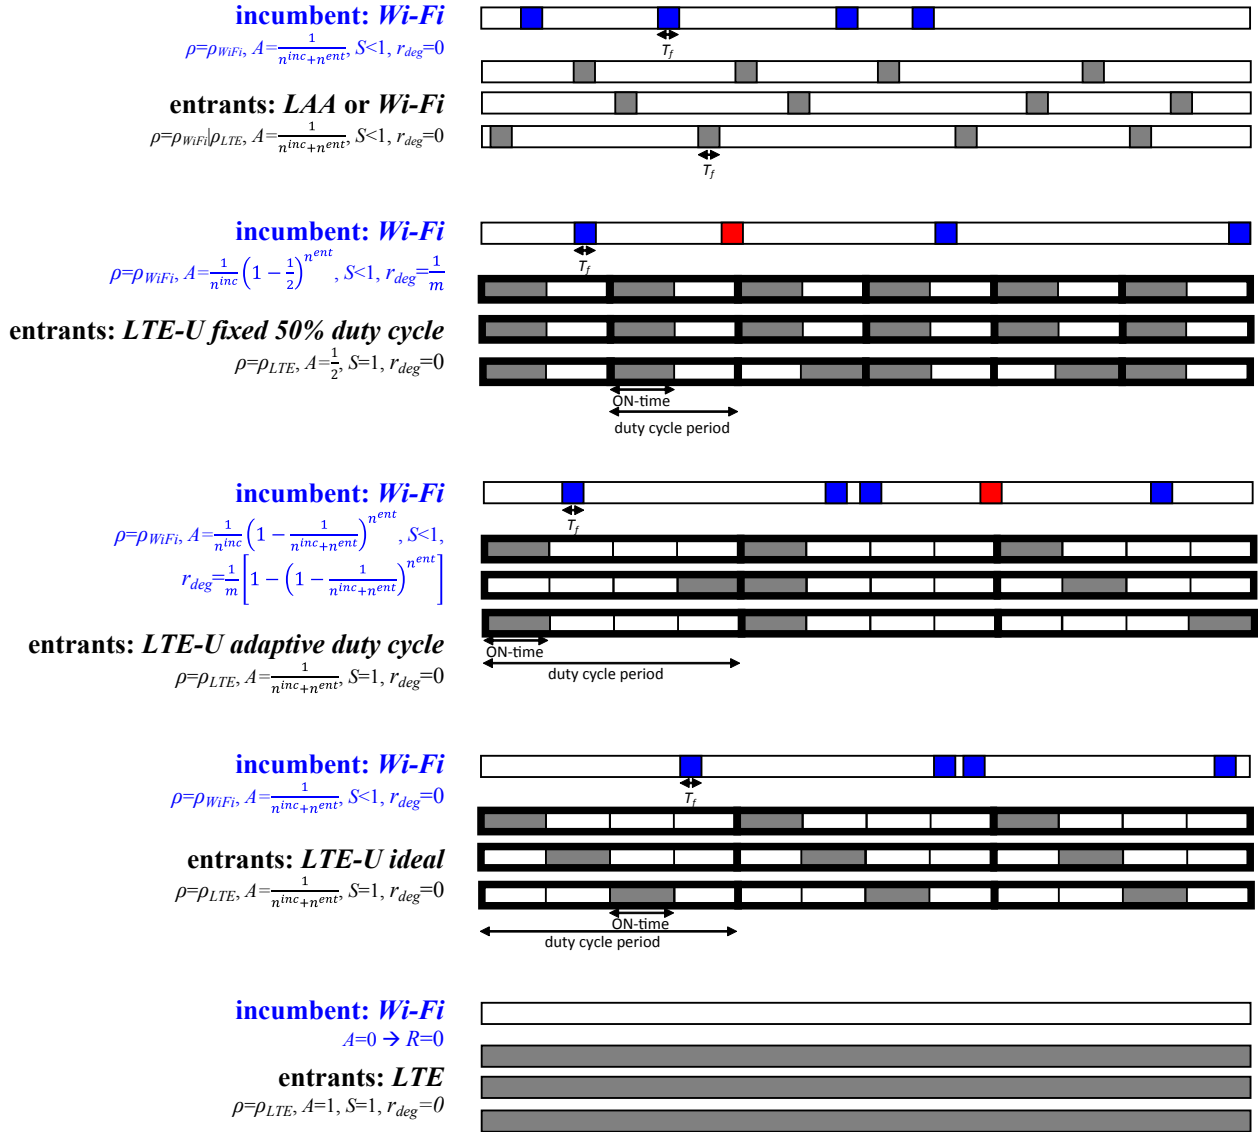 incumbent: Wi-Fi
ρ=ρ_WiFi, A=1/(n^inc+n^ent), S<1, r_deg=0
T_f
entrants: LAA or Wi-Fi
ρ=ρ_WiFi|ρ_LTE, A=1/(n^inc+n^ent), S<1, r_deg=0
T_f
incumbent: Wi-Fi
ρ=ρ_WiFi, A=1/n^inc (1 − 1/2)^n^ent, S<1, r_deg=1/m
T_f
entrants: LTE-U fixed 50% duty cycle
ρ=ρ_LTE, A=1/2, S=1, r_deg=0
ON-time
duty cycle period
incumbent: Wi-Fi
ρ=ρ_WiFi, A=1/n^inc (1 − 1/(n^inc+n^ent))^n^ent, S<1,
T_f
r_deg=1/m [1 − (1 − 1/(n^inc+n^ent))^n^ent]
entrants: LTE-U adaptive duty cycle
ON-time
ρ=ρ_LTE, A=1/(n^inc+n^ent), S=1, r_deg=0
duty cycle period
incumbent: Wi-Fi
ρ=ρ_WiFi, A=1/(n^inc+n^ent), S<1, r_deg=0
T_f
entrants: LTE-U ideal
ρ=ρ_LTE, A=1/(n^inc+n^ent), S=1, r_deg=0
ON-time
duty cycle period
incumbent: Wi-Fi
A=0 → R=0
entrants: LTE
ρ=ρ_LTE, A=1, S=1, r_deg=0